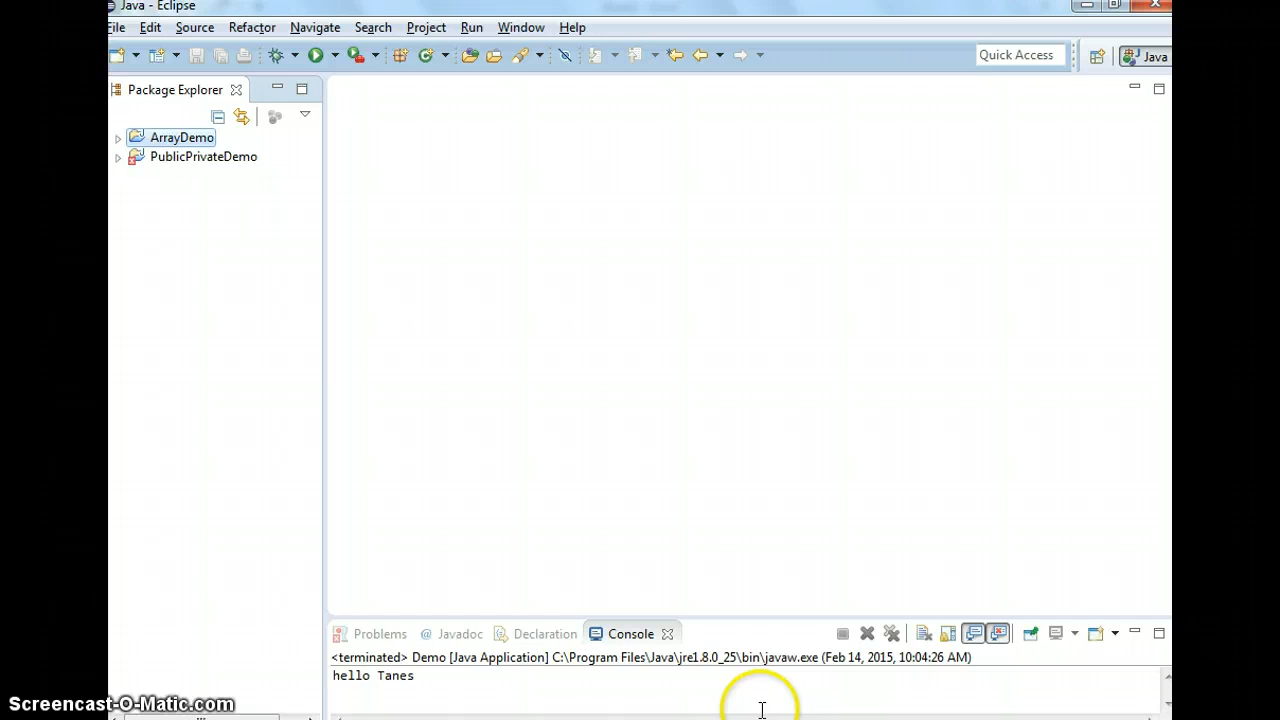 Java - Eclipse
File Edit Source Refactor Navigate Search Project Run Window Help
Quick Access Java
Package Explorer
ArrayDemo
PublicPrivateDemo
Problems @ Javadoc Declaration Console
<terminated> Demo [Java Application] C:\Program Files\Java\jre1.8.0_25\bin\javaw.exe (Feb 14, 2015, 10:04:26 AM)
hello Tanes
Screencast-O-Matic.com